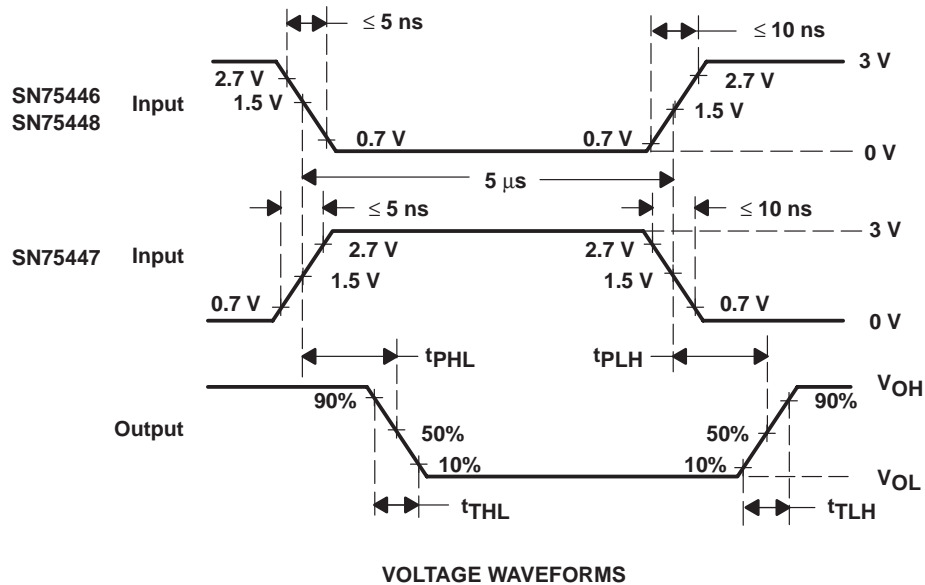 ≤ 5 ns
≤ 10 ns
3 V
2.7 V
2.7 V
SN75446
SN75448
Input
1.5 V
1.5 V
0.7 V
0.7 V
0 V
5 μs
≤ 5 ns
≤ 10 ns
3 V
SN75447
Input
2.7 V
2.7 V
1.5 V
1.5 V
0.7 V
0.7 V
0 V
tPHL
tPLH
VOH
90%
90%
Output
50%
50%
10%
10%
VOL
tTHL
tTLH
VOLTAGE WAVEFORMS